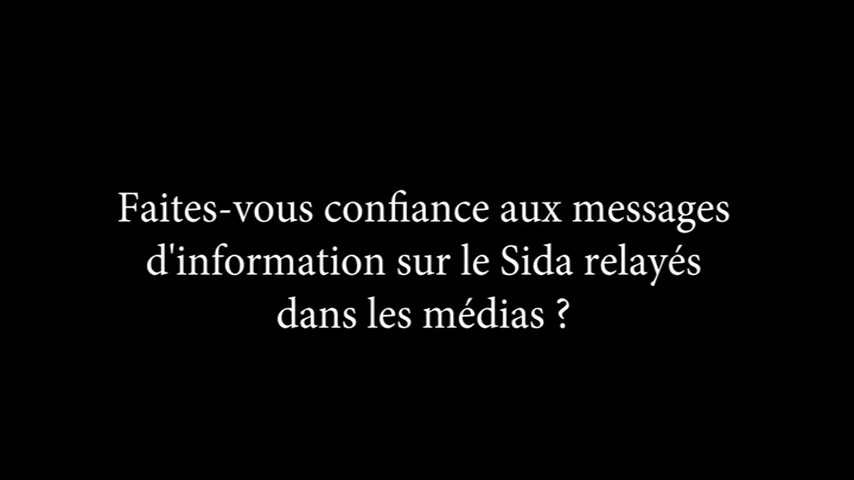 Faites-vous confiance aux messages
d'information sur le Sida relayés
dans les médias ?